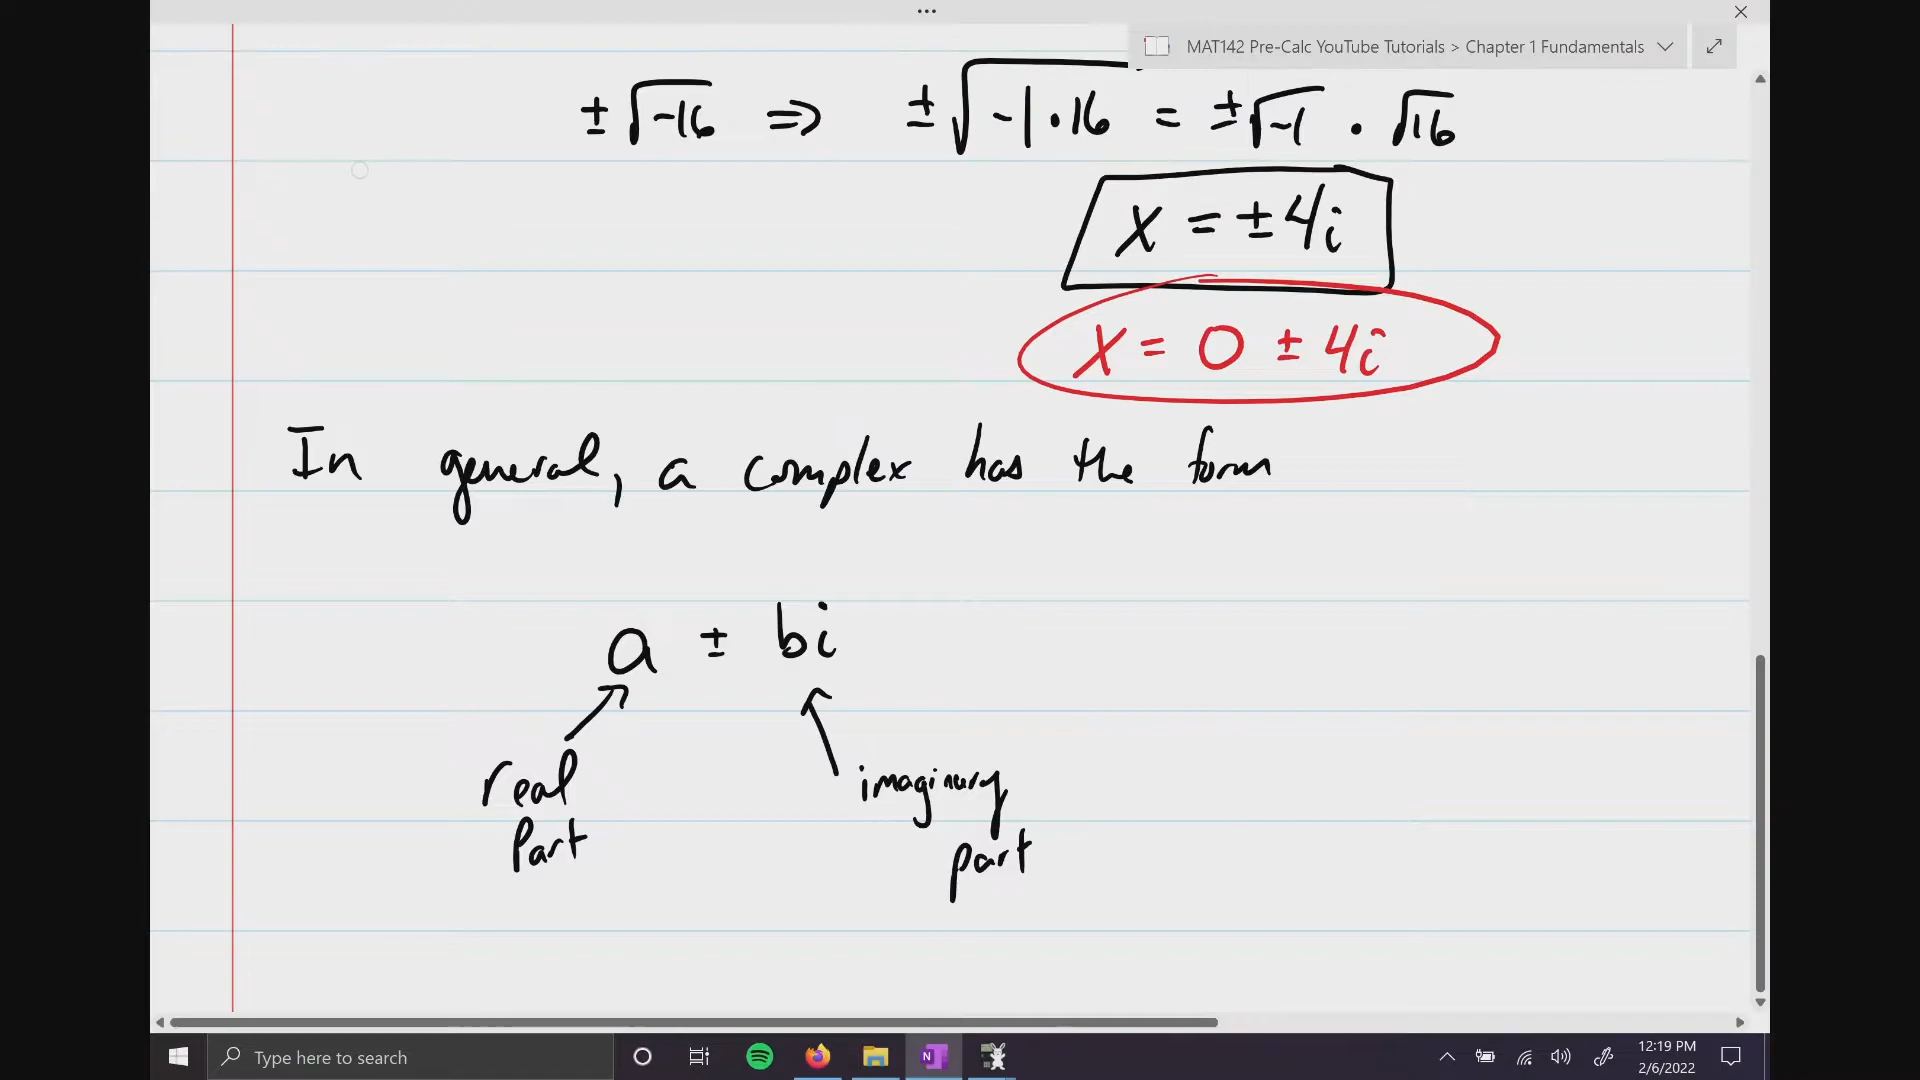 MAT142 Pre-Calc YouTube Tutorials > Chapter 1 Fundamentals
± √-16 ⇒ ± √-1 · 16 = ± √-1 · √16
x = ± 4i
x = 0 ± 4i
In general, a complex has the form
a ± bi
real
Part
imaginary
part
Type here to search
12:19 PM
2/6/2022